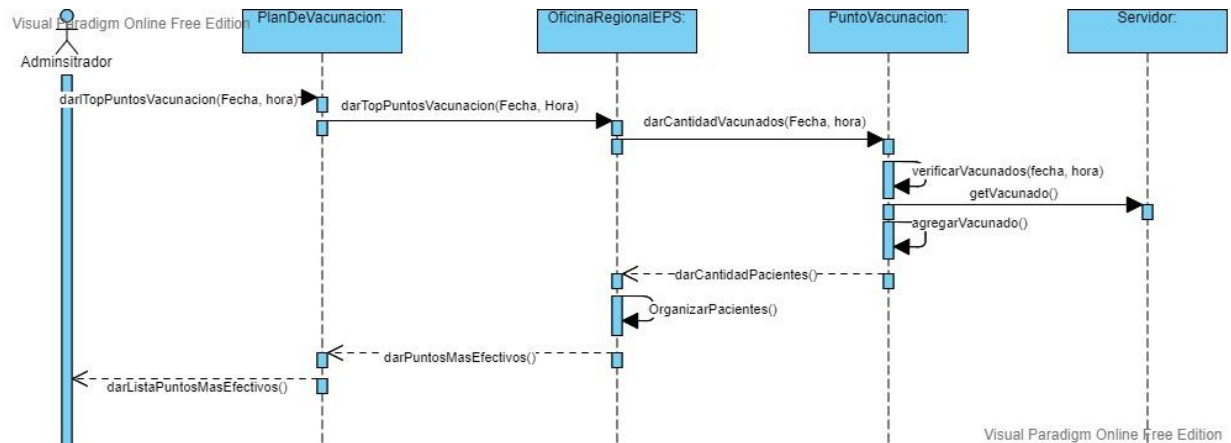 Visual Paradigm Online Free Edition
PlanDeVacunacion:
OficinaRegionalEPS:
PuntoVacunacion:
Servidor:
Adminsitrador
darlTopPuntosVacunacion(Fecha, hora)
darTopPuntosVacunacion(Fecha, Hora)
darCantidadVacunados(Fecha, hora)
verificarVacunados(fecha, hora)
getVacunado()
agregarVacunado()
darCantidadPacientes()
OrganizarPacientes()
darPuntosMasEfectivos()
darListaPuntosMasEfectivos()
Visual Paradigm Online Free Edition